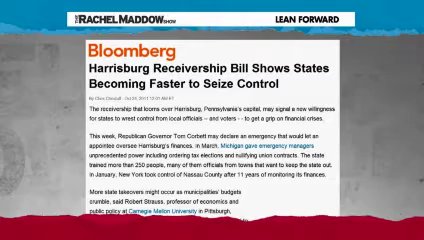 THE RACHEL MADDOW SHOW
LEAN FORWARD
Bloomberg
Harrisburg Receivership Bill Shows States
Becoming Faster to Seize Control
The receivership that looms over Harrisburg, Pennsylvania's capital, may signal a new willingness
for states to wrest control from local officials -- and voters -- to get a grip on financial crises.
This week, Republican Governor Tom Corbett may declare an emergency that would let an
appointee oversee Harrisburg's finances. In March, Michigan gave emergency managers
unprecedented power including ordering tax elections and nullifying union contracts. The state
trained more than 250 people, many of them officials from towns that want to keep the state out.
In January, New York took control of Nassau County after 11 years of monitoring its finances.
More state takeovers might occur as municipalities' budgets
crumble, said Robert Strauss, professor of economics and
public policy at Carnegie Mellon University in Pittsburgh,